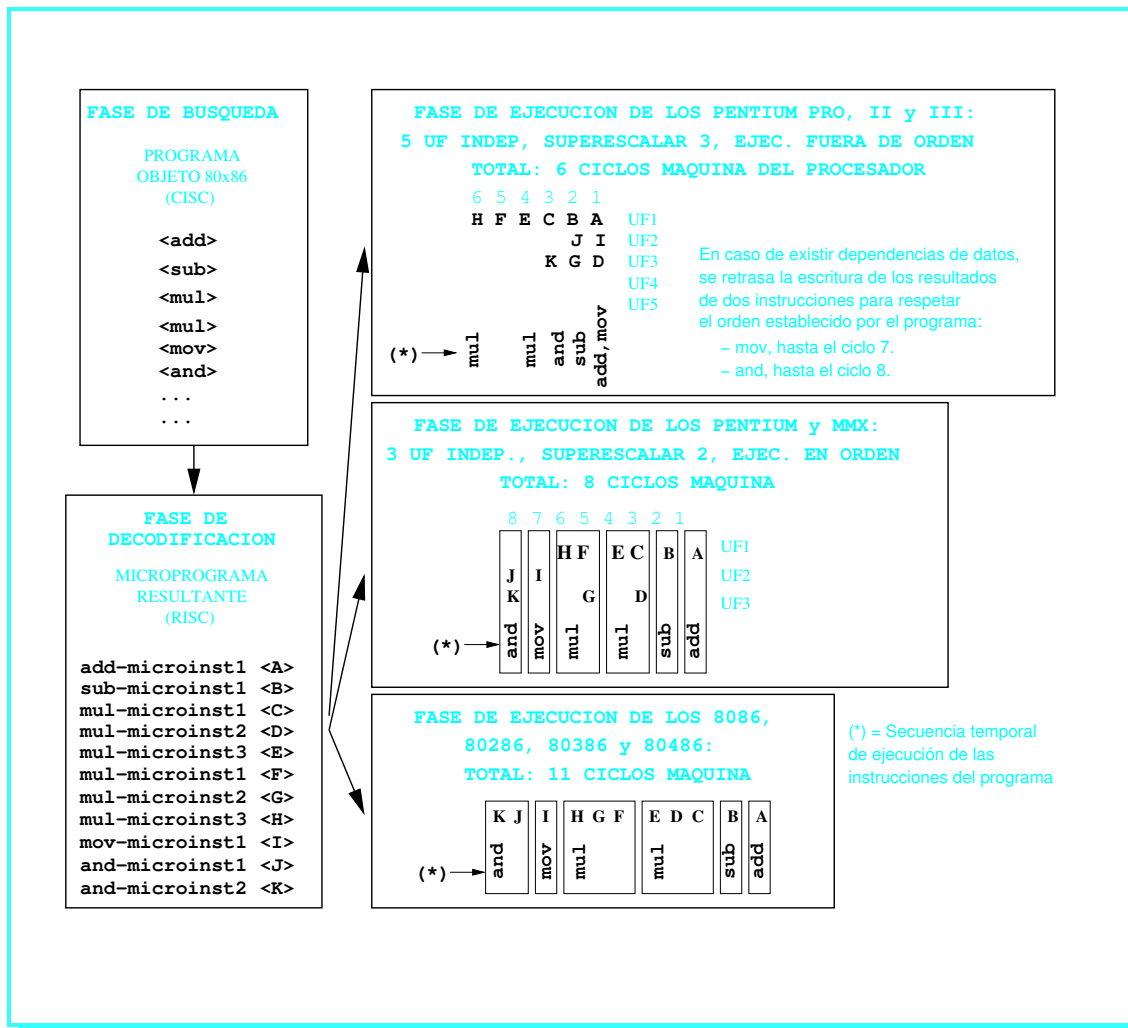 FASE DE BUSQUEDA
PROGRAMA
OBJETO 80x86
(CISC)
<add>
<sub>
<mul>
<mul>
<mov>
<and>
...
...
FASE DE
DECODIFICACION
MICROPROGRAMA
RESULTANTE
(RISC)
add−microinst1 <A>
sub−microinst1 <B>
mul−microinst1 <C>
mul−microinst2 <D>
mul−microinst3 <E>
mul−microinst1 <F>
mul−microinst2 <G>
mul−microinst3 <H>
mov−microinst1 <I>
and−microinst1 <J>
and−microinst2 <K>
FASE DE EJECUCION DE LOS PENTIUM PRO, II y III:
5 UF INDEP, SUPERESCALAR 3, EJEC. FUERA DE ORDEN
TOTAL: 6 CICLOS MAQUINA DEL PROCESADOR
6 5 4 3 2 1
H F E C B A UF1
J I UF2
K G D UF3
UF4
UF5
(*) mul mul and sub add,mov
En caso de existir dependencias de datos,
se retrasa la escritura de los resultados
de dos instrucciones para respetar
el orden establecido por el programa:
− mov, hasta el ciclo 7.
− and, hasta el ciclo 8.
FASE DE EJECUCION DE LOS PENTIUM y MMX:
3 UF INDEP., SUPERESCALAR 2, EJEC. EN ORDEN
TOTAL: 8 CICLOS MAQUINA
8 7 6 5 4 3 2 1
H F E C B A UF1
J I UF2
K G D UF3
(*) and mov mul mul sub add
FASE DE EJECUCION DE LOS 8086,
80286, 80386 y 80486:
TOTAL: 11 CICLOS MAQUINA
K J I H G F E D C B A
(*) and mov mul mul sub add
(*) = Secuencia temporal
de ejecución de las
instrucciones del programa